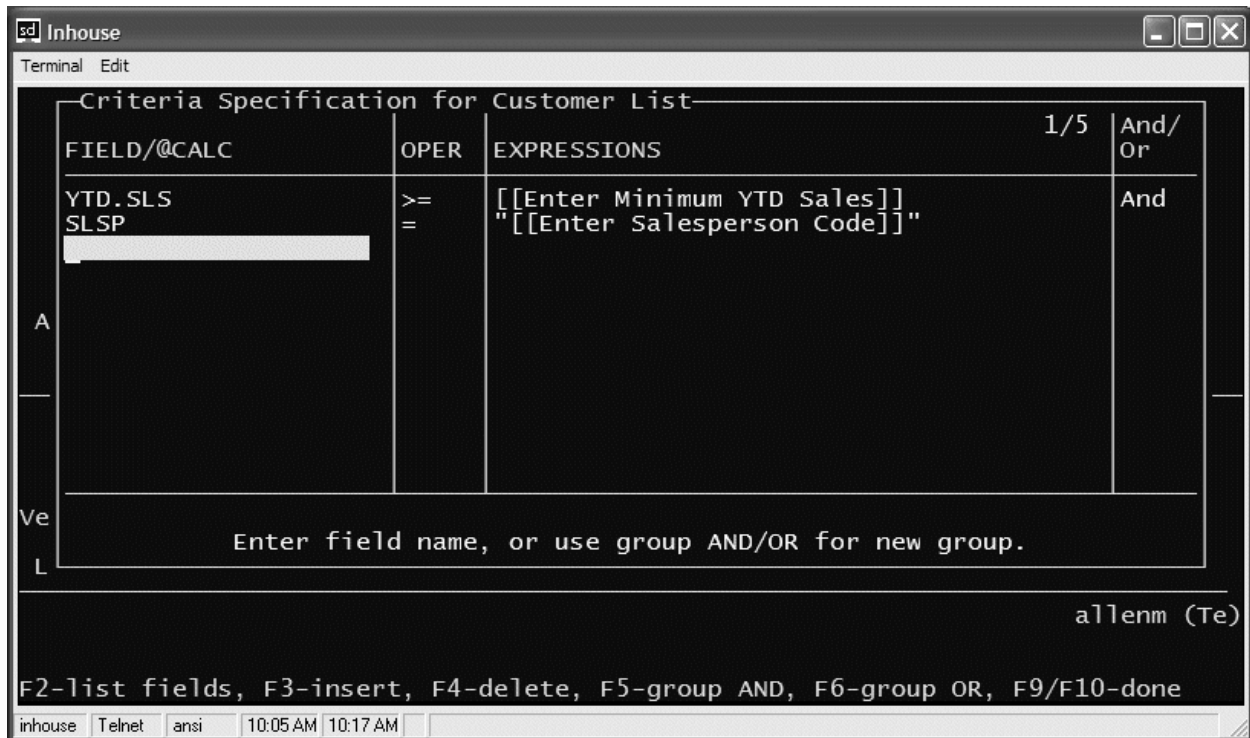 sd Inhouse
Terminal Edit
Criteria Specification for Customer List
1/5 And/
FIELD/@CALC OPER EXPRESSIONS Or
YTD.SLS >= [[Enter Minimum YTD Sales]] And
SLSP = "[[Enter Salesperson Code]]"
A
Ve
Enter field name, or use group AND/OR for new group.
L
allenm (Te)
F2-list fields, F3-insert, F4-delete, F5-group AND, F6-group OR, F9/F10-done
inhouse Telnet ansi 10:05 AM 10:17 AM